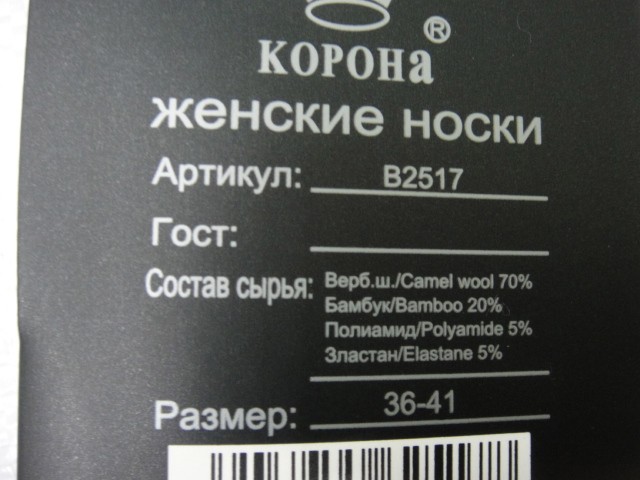 КОРОНа ®
женские носки
Артикул: B2517
Гост:
Состав сырья: Верб.ш./Camel wool 70%
Бамбук/Bamboo 20%
Полиамид/Polyamide 5%
Зластан/Elastane 5%
Размер: 36-41